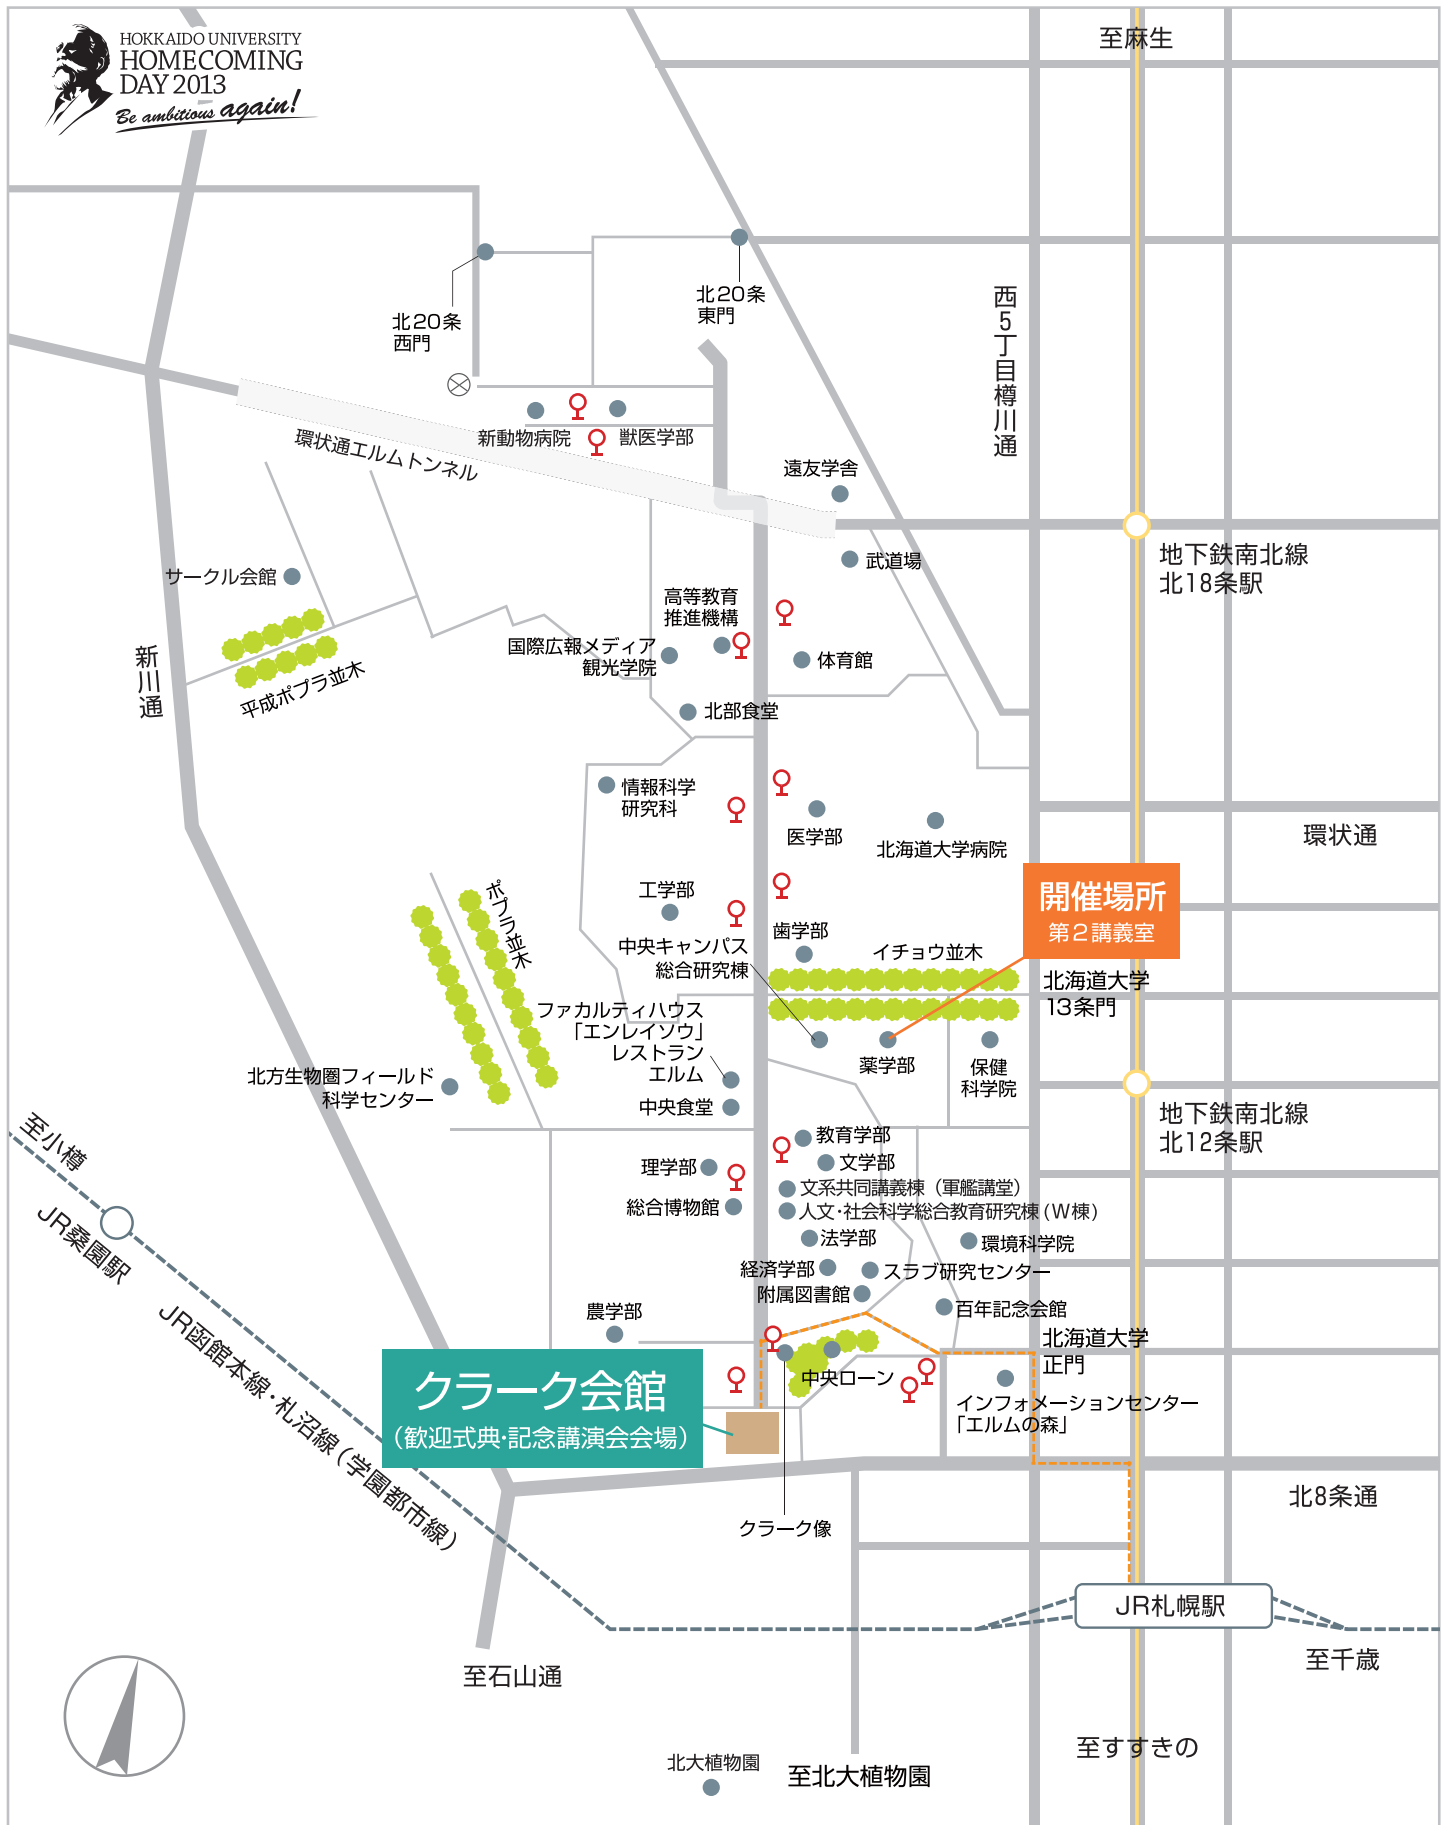 HOKKAIDO UNIVERSITY
HOMECOMING
DAY 2013
Be ambitious again!
至麻生
北20条
西門
北20条
東門
西5丁目樽川通
新動物病院
獣医学部
環状通エルムトンネル
遠友学舎
武道場
地下鉄南北線
北18条駅
サークル会館
高等教育
推進機構
国際広報メディア
観光学院
体育館
新川通
平成ポプラ並木
北部食堂
情報科学
研究科
医学部
北海道大学病院
環状通
開催場所
第2講義室
ポプラ並木
工学部
中央キャンパス
総合研究棟
歯学部
イチョウ並木
北海道大学
13条門
ファカルティハウス
「エンレイソウ」
レストラン
エルム
薬学部
保健
科学院
北方生物圏フィールド
科学センター
中央食堂
地下鉄南北線
北12条駅
至小樽
教育学部
文学部
理学部
文系共同講義棟（軍艦講堂）
総合博物館
人文・社会科学総合教育研究棟(W棟)
JR桑園駅
法学部
環境科学院
経済学部
スラブ研究センター
附属図書館
百年記念会館
農学部
北海道大学
正門
JR函館本線・札沼線（学園都市線）
クラーク会館
（歓迎式典・記念講演会会場）
中央ローン
インフォメーションセンター
「エルムの森」
北8条通
クラーク像
JR札幌駅
至石山通
至千歳
至すすきの
北大植物園
至北大植物園